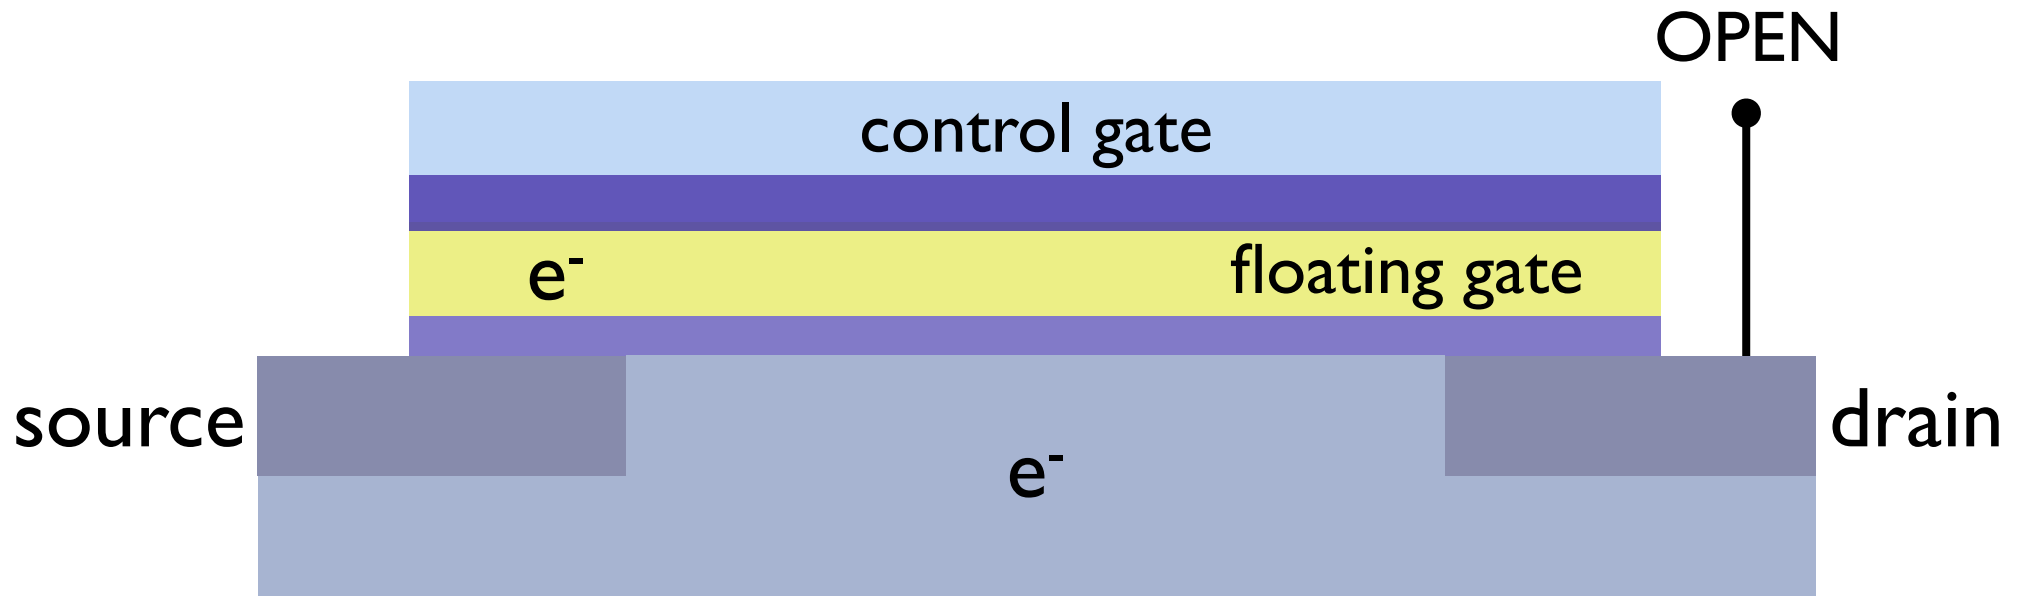 OPEN
control gate
e-
floating gate
source
drain
e-